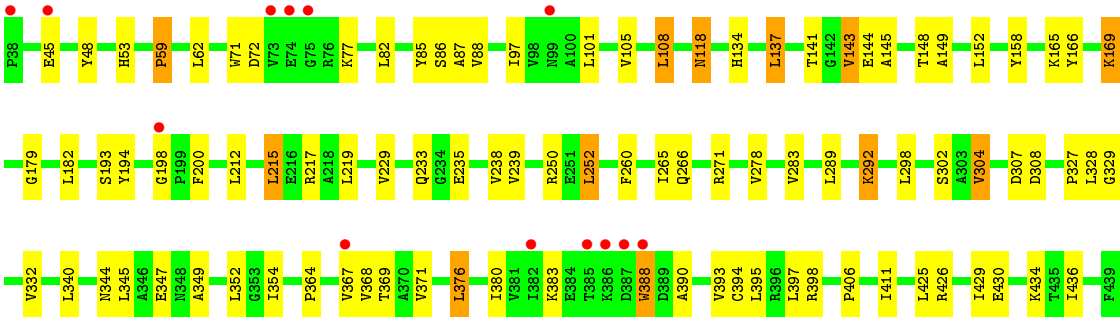 P38 E45 Y48 H53 P59 L62 W71 D72 V73 E74 G75 R76 K77 L82 Y85 S86 A87 V88 I97 V98 N99 A100 L101 V105 L108 N118 H134 L137 T141 G142 V143 E144 A145 T148 A149 L152 Y158 K165 Y166 K169
G179 L182 S193 Y194 G198 P199 F200 L212 L215 E216 R217 A218 L219 V229 Q233 G234 E235 V238 V239 R250 E251 L252 F260 I265 Q266 R271 V278 V283 L289 K292 L298 S302 A303 V304 D307 D308 P327 L328 G329
V332 L340 N344 L345 A346 E347 N348 A349 L352 G353 I354 P364 V367 V368 T369 A370 V371 L376 I380 V381 I382 K383 E384 T385 K386 D387 W388 D389 A390 V393 C394 L395 R396 L397 R398 P406 I411 L425 R426 I429 E430 K434 T435 I436 F439